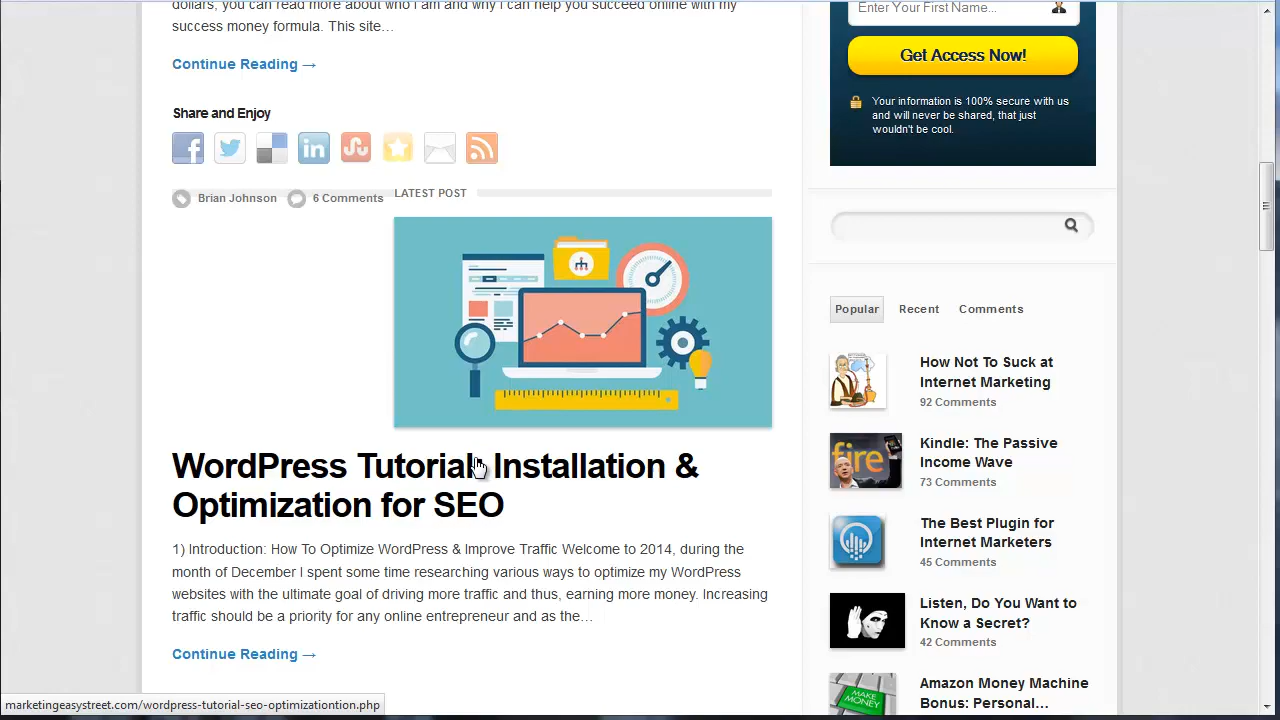 dollars, you can read more about who I am and why I can help you succeed online with my
success money formula. This site…
Continue Reading →
Share and Enjoy
Brian Johnson
6 Comments
LATEST POST
WordPress Tutorial: Installation &
Optimization for SEO
1) Introduction: How To Optimize WordPress & Improve Traffic Welcome to 2014, during the
month of December I spent some time researching various ways to optimize my WordPress
websites with the ultimate goal of driving more traffic and thus, earning more money. Increasing
traffic should be a priority for any online entrepreneur and as the…
Continue Reading →
Enter Your First Name...
Get Access Now!
Your information is 100% secure with us
and will never be shared, that just
wouldn't be cool.
Popular
Recent
Comments
How Not To Suck at
Internet Marketing
92 Comments
fire
Kindle: The Passive
Income Wave
73 Comments
The Best Plugin for
Internet Marketers
45 Comments
Listen, Do You Want to
Know a Secret?
42 Comments
MAKE
MONEY
Amazon Money Machine
Bonus: Personal…
marketingeasystreet.com/wordpress-tutorial-seo-optimizationtion.php